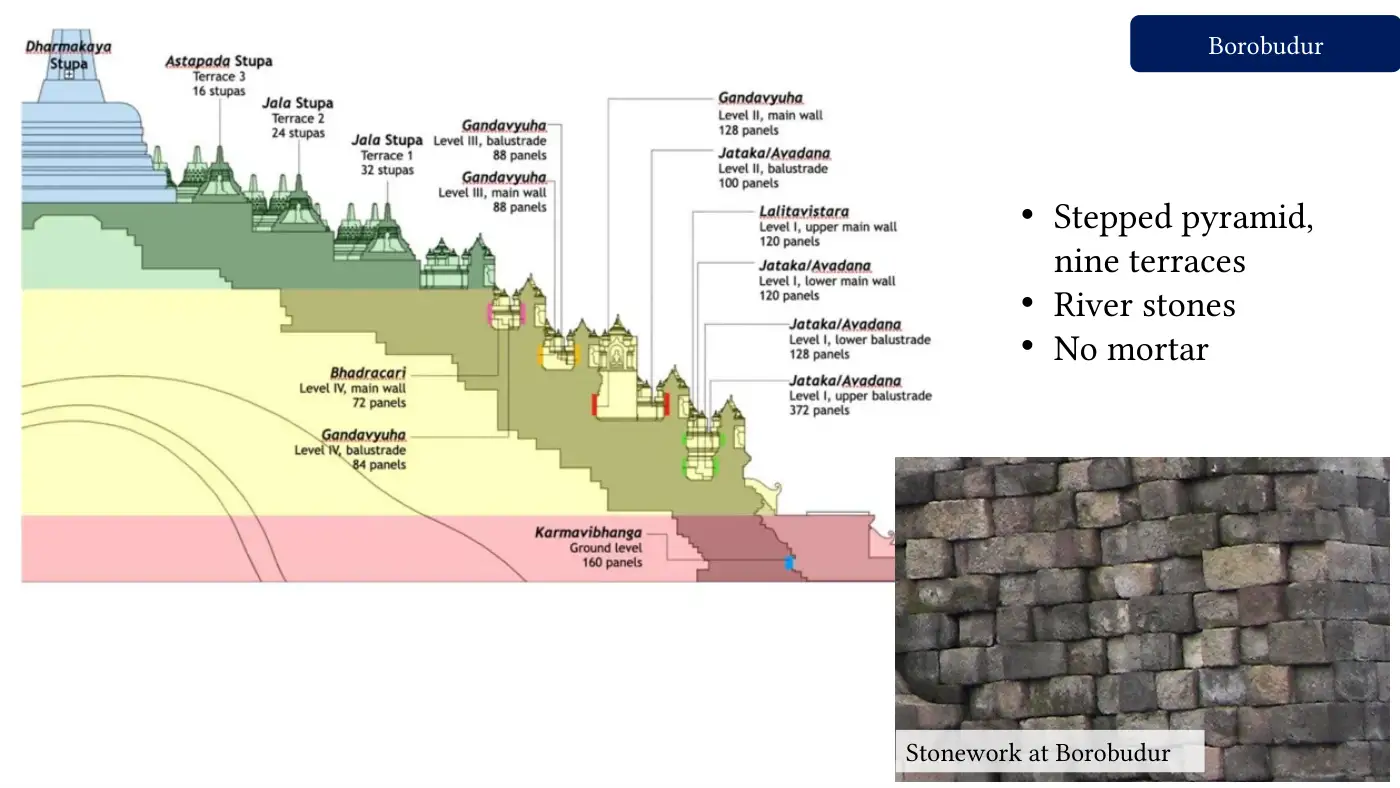 Borobudur
Dharmakaya
Stupa
Astapada Stupa
Terrace 3
16 stupas
Jala Stupa
Terrace 2
24 stupas
Jala Stupa
Terrace 1
32 stupas
Gandavyuha
Level III, balustrade
88 panels
Gandavyuha
Level III, main wall
88 panels
Gandavyuha
Level II, main wall
128 panels
Jataka/Avadana
Level II, balustrade
100 panels
Lalitavistara
Level I, upper main wall
120 panels
Jataka/Avadana
Level I, lower main wall
120 panels
Jataka/Avadana
Level I, lower balustrade
128 panels
Jataka/Avadana
Level I, upper balustrade
372 panels
Bhadracari
Level IV, main wall
72 panels
Gandavyuha
Level IV, balustrade
84 panels
Karmavibhanga
Ground level
160 panels
• Stepped pyramid,
nine terraces
• River stones
• No mortar
Stonework at Borobudur